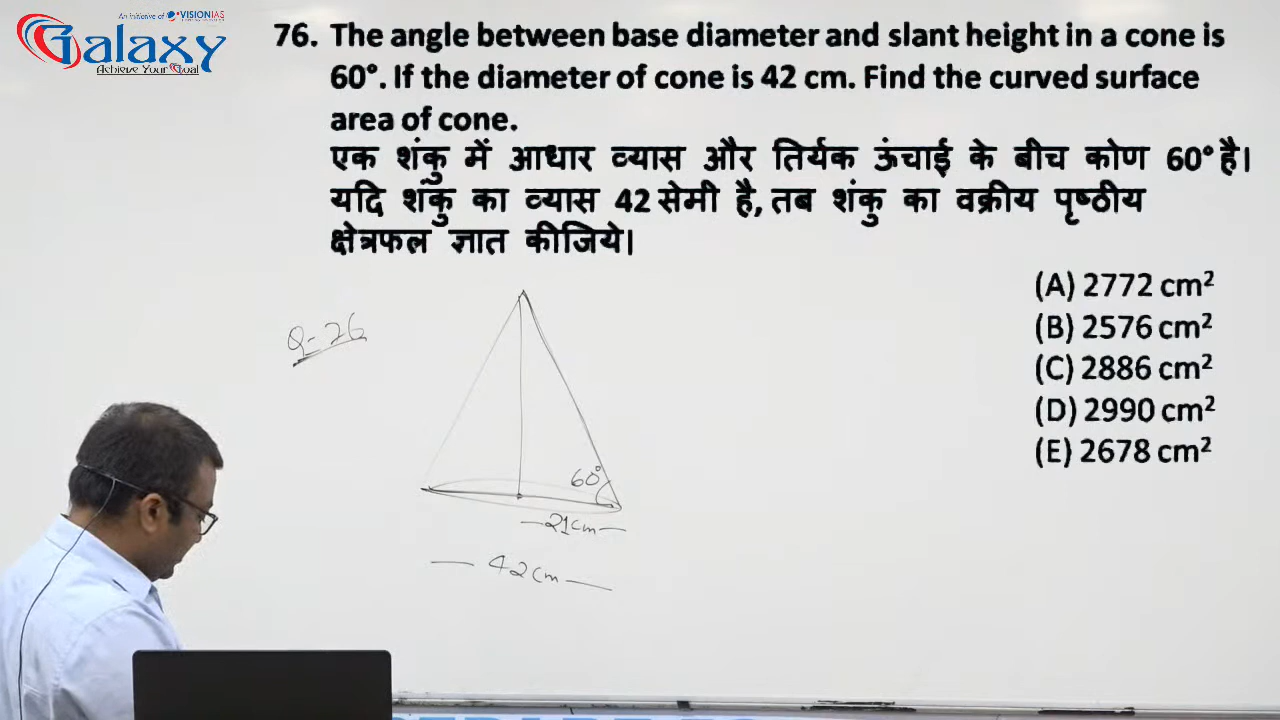 An initiative of VISIONIAS
Galaxy
Achieve Your Goal
76. The angle between base diameter and slant height in a cone is
60°. If the diameter of cone is 42 cm. Find the curved surface
area of cone.
एक शंकु में आधार व्यास और तिर्यक ऊंचाई के बीच कोण 60° है।
यदि शंकु का व्यास 42 सेमी है, तब शंकु का वक्रीय पृष्ठीय
क्षेत्रफल ज्ञात कीजिये।
(A) 2772 cm²
(B) 2576 cm²
(C) 2886 cm²
(D) 2990 cm²
(E) 2678 cm²
Q-76
60°
21cm
42cm